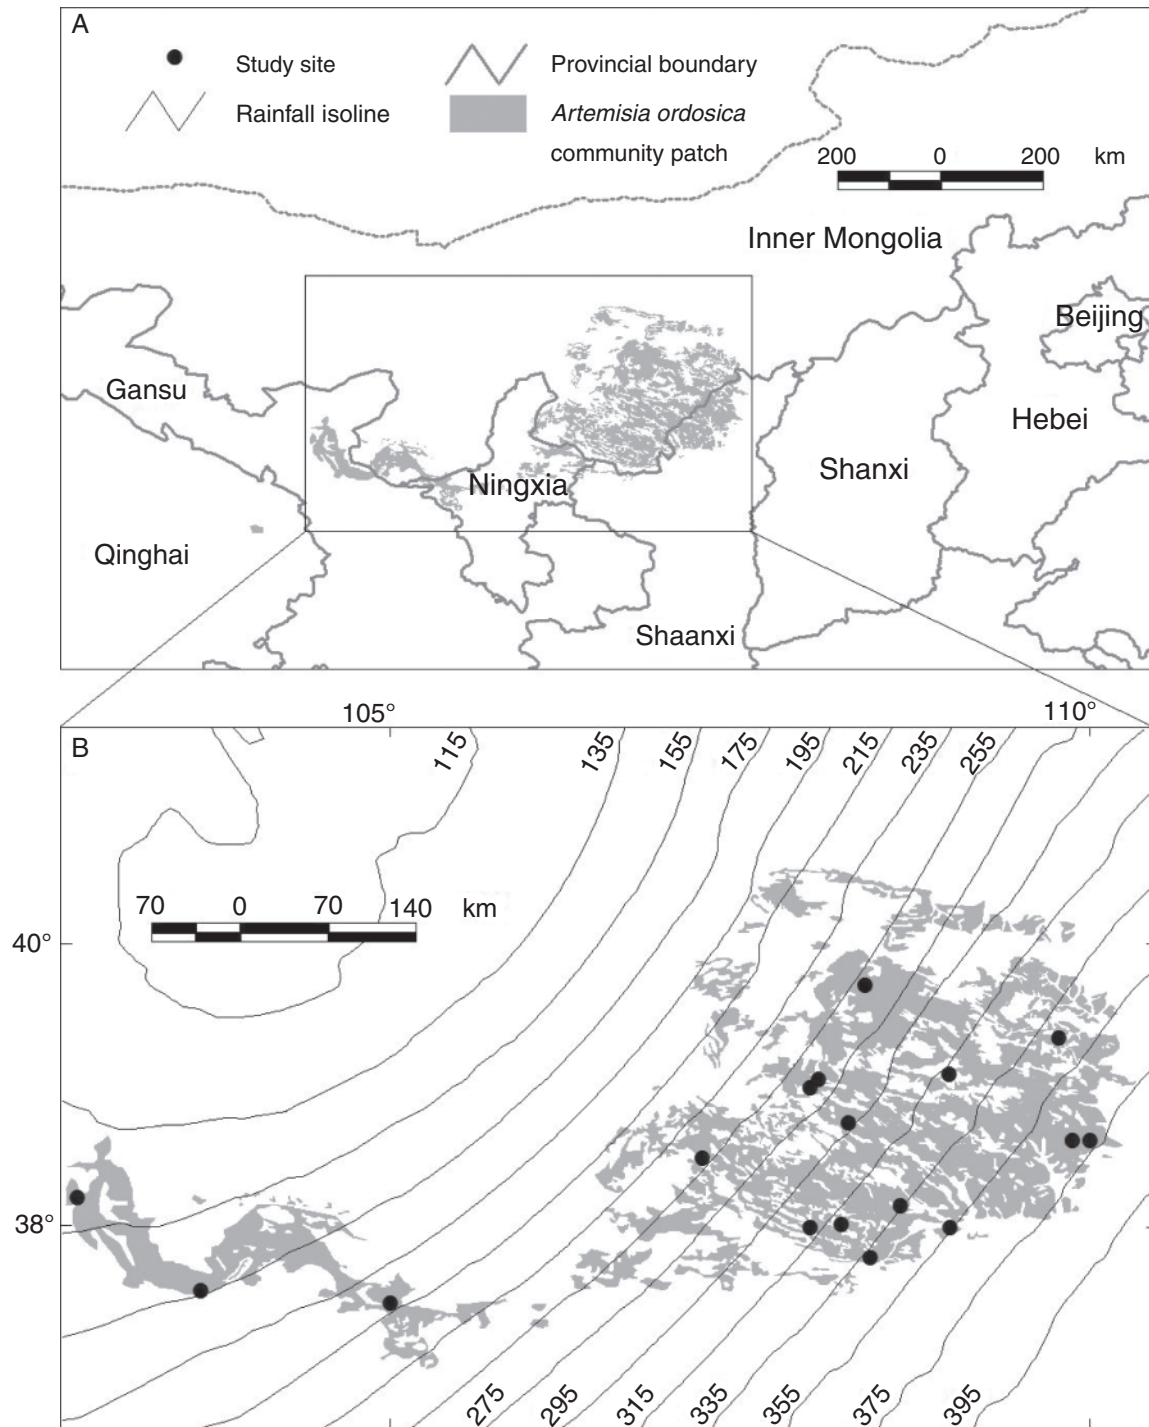 A
Study site
Provincial boundary
Rainfall isoline
Artemisia ordosica
community patch
200 0 200 km
Inner Mongolia
Beijing
Gansu
Hebei
Shanxi
Ningxia
Qinghai
Shaanxi
105° 110°
B
115 135 155 175 195 215 235 255
70 0 70 140 km
40°
38°
275 295 315 335 355 375 395